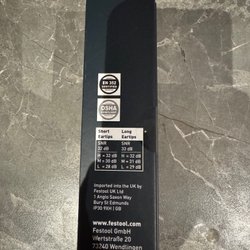 EN 352
OSHA
Short Eartips
Long Eartips
SNR 32 dB
SNR 33 dB
H = 32 dB
H = 32 dB
M = 30 dB
M = 31 dB
L = 28 dB
L = 29 dB
Imported into the UK by
Festool UK Ltd
1 Anglo Saxon Way
Bury St Edmunds
IP30 9XH | GB
www.festool.com
Festool GmbH
Wertstraße 20
73240 Wendlingen